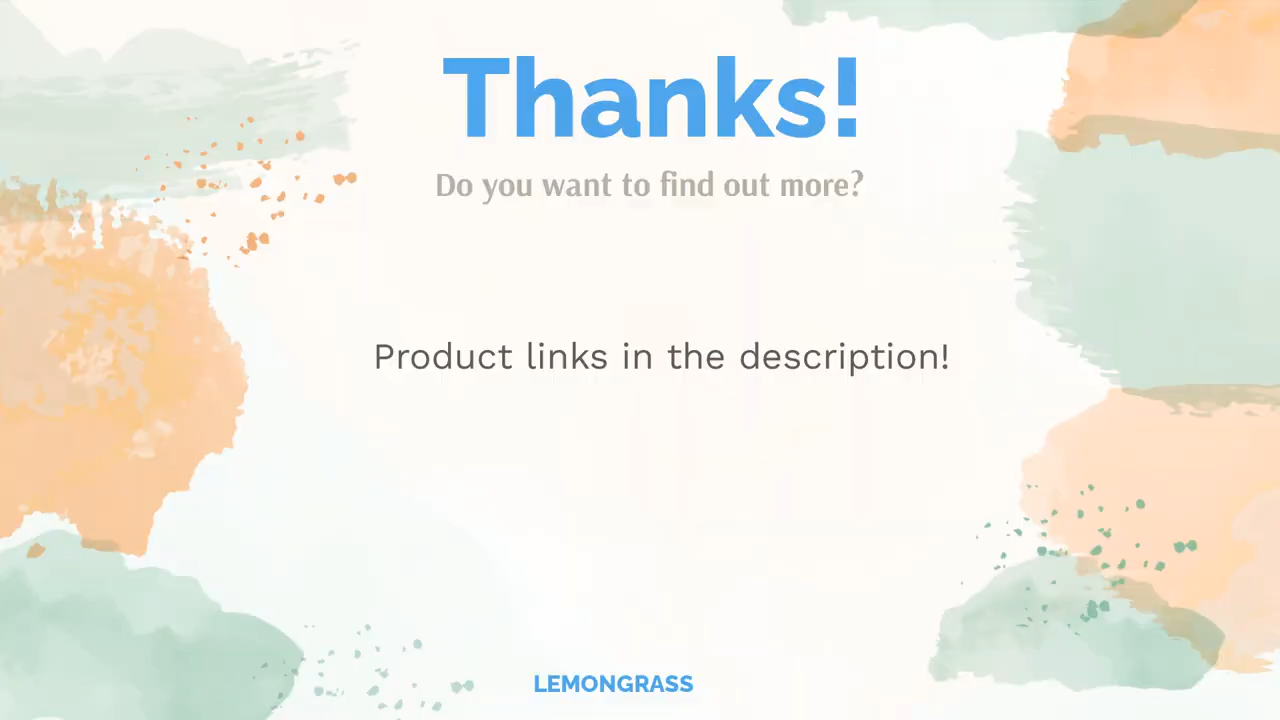 Thanks!
Do you want to find out more?
Product links in the description!
LEMONGRASS